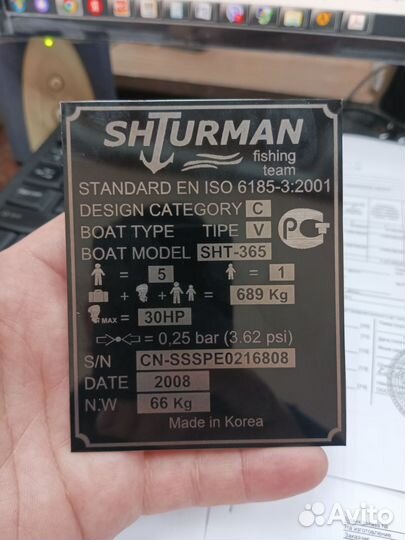 SHTURMAN
fishing
team
STANDARD EN ISO 6185-3:2001
DESIGN CATEGORY C
BOAT TYPE TIPE V
BOAT MODEL SHT-365
= 5 = 1
+ + = 689 Kg
MAX = 30HP
= 0,25 bar (3.62 psi)
S/N CN-SSSPE0216808
DATE 2008
N.W 66 Kg
Made in Korea
Avito